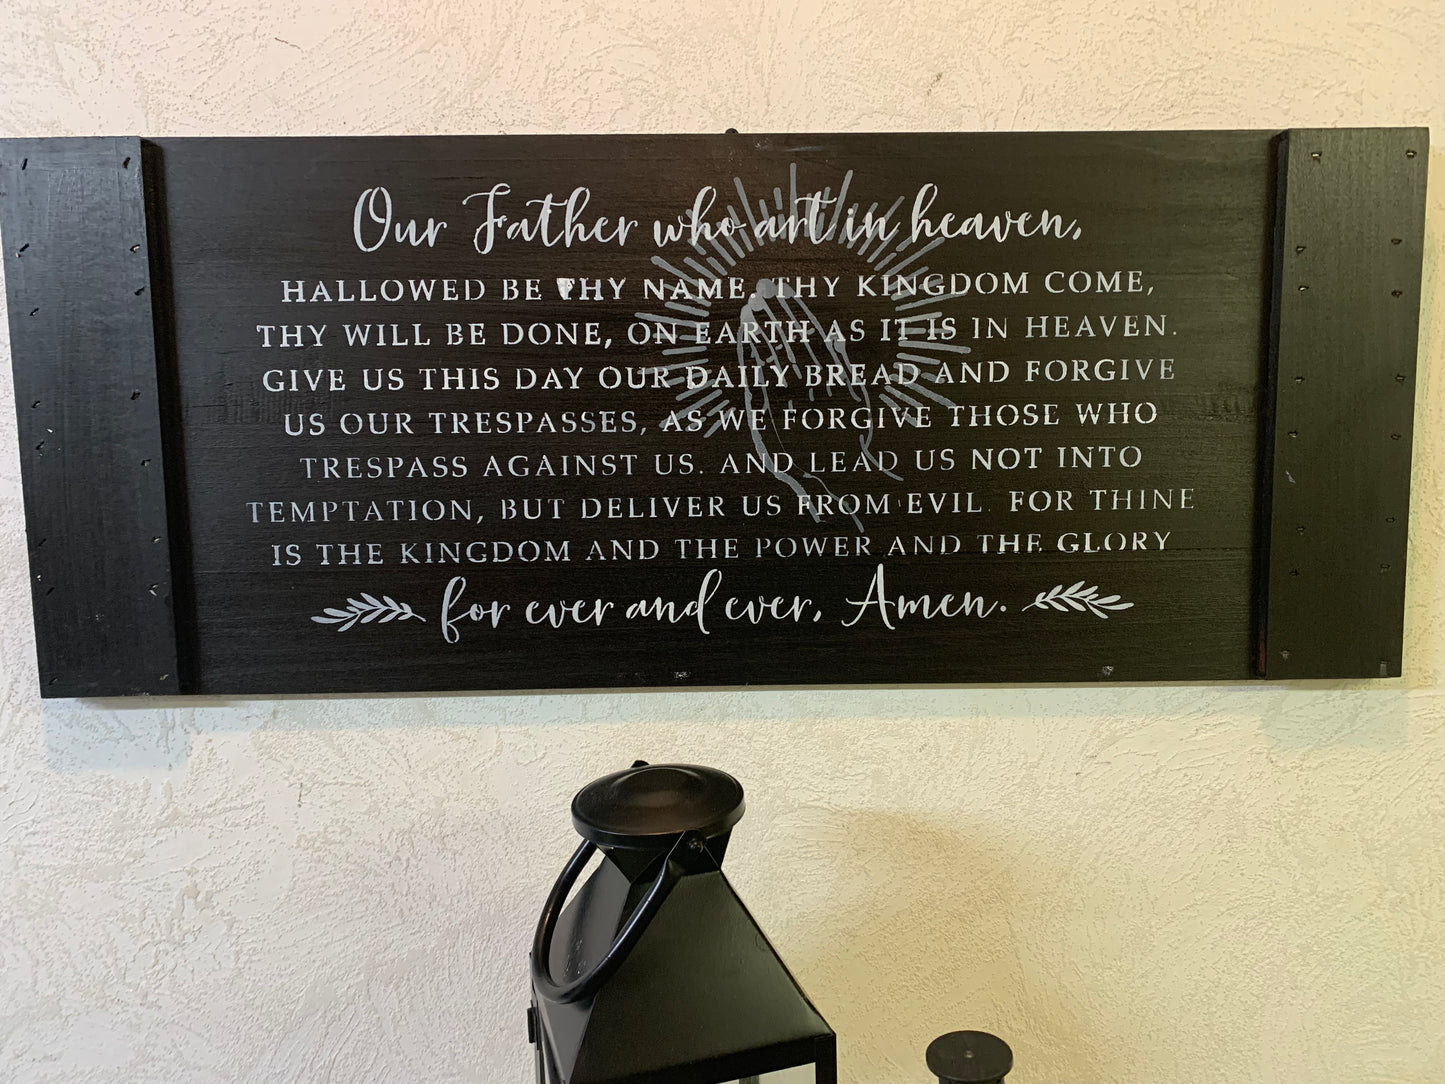 Our Father who art in heaven,
HALLOWED BE THY NAME, THY KINGDOM COME,
THY WILL BE DONE, ON EARTH AS IT IS IN HEAVEN.
GIVE US THIS DAY OUR DAILY BREAD AND FORGIVE
US OUR TRESPASSES, AS WE FORGIVE THOSE WHO
TRESPASS AGAINST US. AND LEAD US NOT INTO
TEMPTATION, BUT DELIVER US FROM EVIL. FOR THINE
IS THE KINGDOM AND THE POWER AND THE GLORY
for ever and ever, Amen.